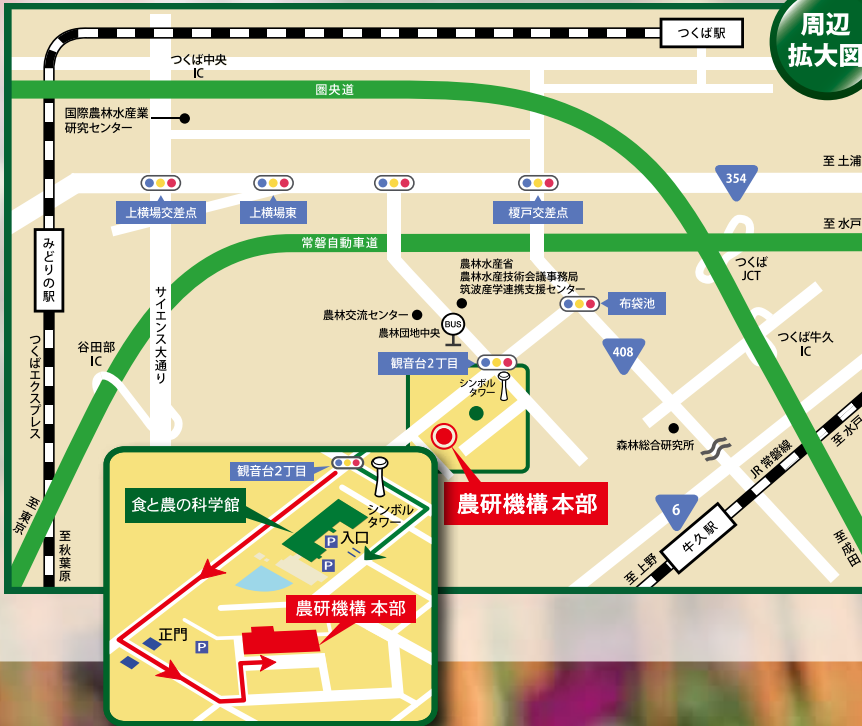 周辺
拡大図
つくば駅
つくば中央
IC
圏央道
国際農林水産業
研究センター
至 土浦
354
上横場交差点
上横場東
榎戸交差点
至 水戸
常磐自動車道
みどりの駅
つくば
JCT
農林水産省
農林水産技術会議事務局
筑波産学連携支援センター
サイエンス大通り
布袋池
農林交流センター
BUS
農林団地中央
つくば牛久
IC
谷田部
IC
つくばエクスプレス
408
観音台2丁目
シンボル
タワー
森林総合研究所
JR 常磐線
至 水戸
農研機構 本部
6
牛久駅
至 上野
至 成田
至 東京
至 秋葉原
観音台2丁目
食と農の科学館
シンボル
タワー
P
入口
P
農研機構 本部
正門
P